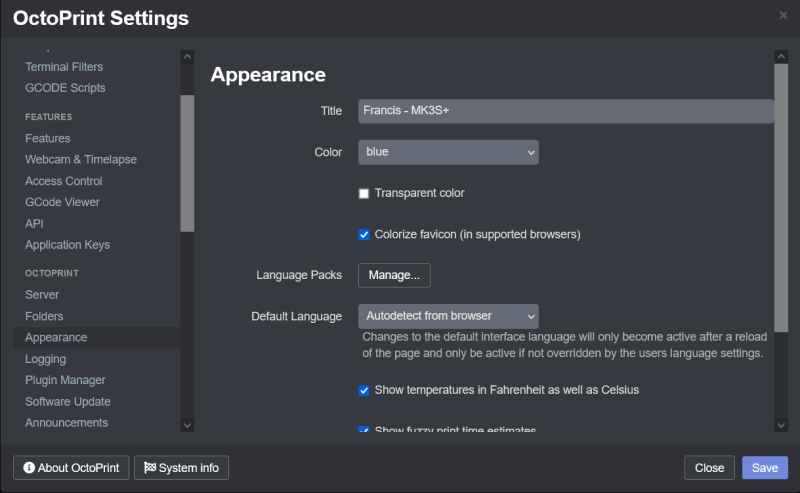 OctoPrint Settings
×
Terminal Filters
GCODE Scripts
FEATURES
Features
Webcam & Timelapse
Access Control
GCode Viewer
API
Application Keys
OCTOPRINT
Server
Folders
Appearance
Logging
Plugin Manager
Software Update
Announcements
Appearance
Title
Francis - MK3S+
Color
blue
Transparent color
Colorize favicon (in supported browsers)
Language Packs
Manage...
Default Language
Autodetect from browser
Changes to the default interface language will only become active after a reload
of the page and only be active if not overridden by the users language settings.
Show temperatures in Fahrenheit as well as Celsius
Show fuzzy print time estimates
About OctoPrint
System info
Close
Save